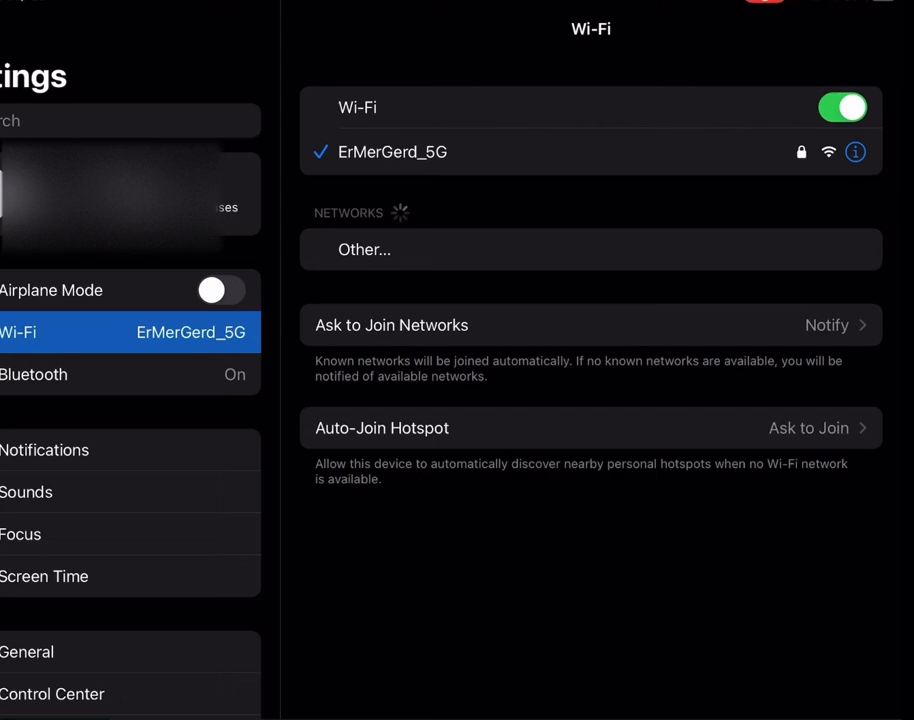 tings
rch
ses
Airplane Mode
Wi-Fi ErMerGerd_5G
Bluetooth On
Notifications
Sounds
Focus
Screen Time
General
Control Center
Wi-Fi
Wi-Fi
ErMerGerd_5G
NETWORKS
Other...
Ask to Join Networks Notify
Known networks will be joined automatically. If no known networks are available, you will be
notified of available networks.
Auto-Join Hotspot Ask to Join
Allow this device to automatically discover nearby personal hotspots when no Wi-Fi network
is available.